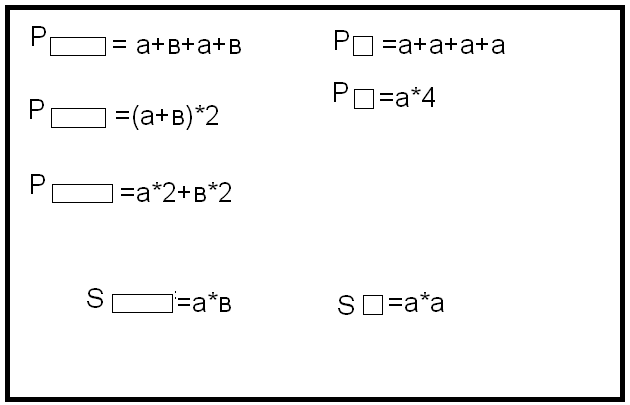 P▭ = а+в+а+в
P□ =а+а+а+а
P▭ =(а+в)*2
P□ =а*4
P▭ =а*2+в*2
S▭ =а*в
S□ =а*а